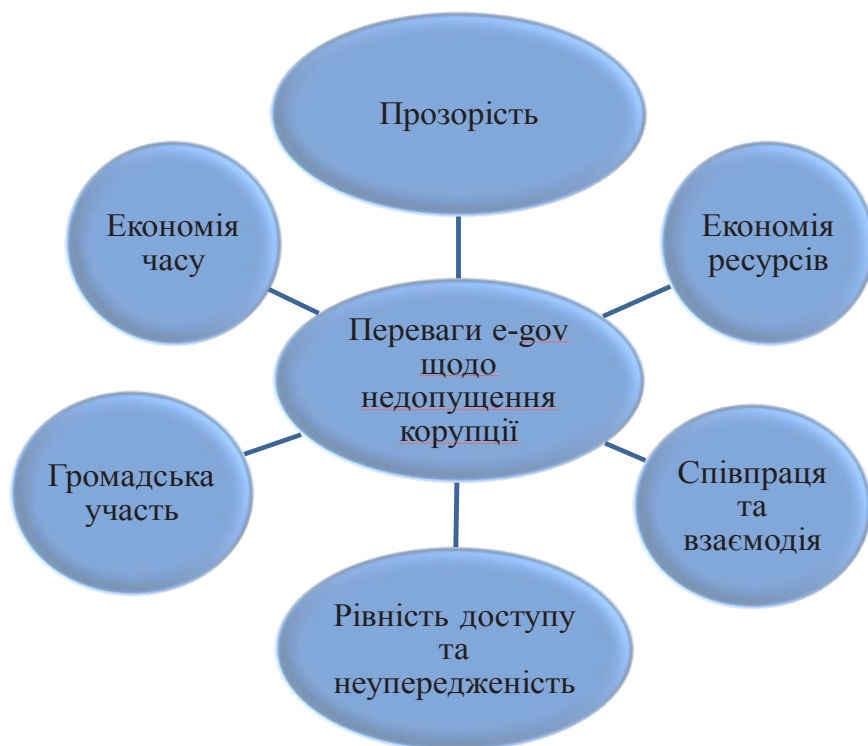 Прозорість
Економія
часу
Економія
ресурсів
Переваги e-gov
щодо
недопущення
корупції
Громадська
участь
Співпраця
та
взаємодія
Рівність доступу
та
неупередженість